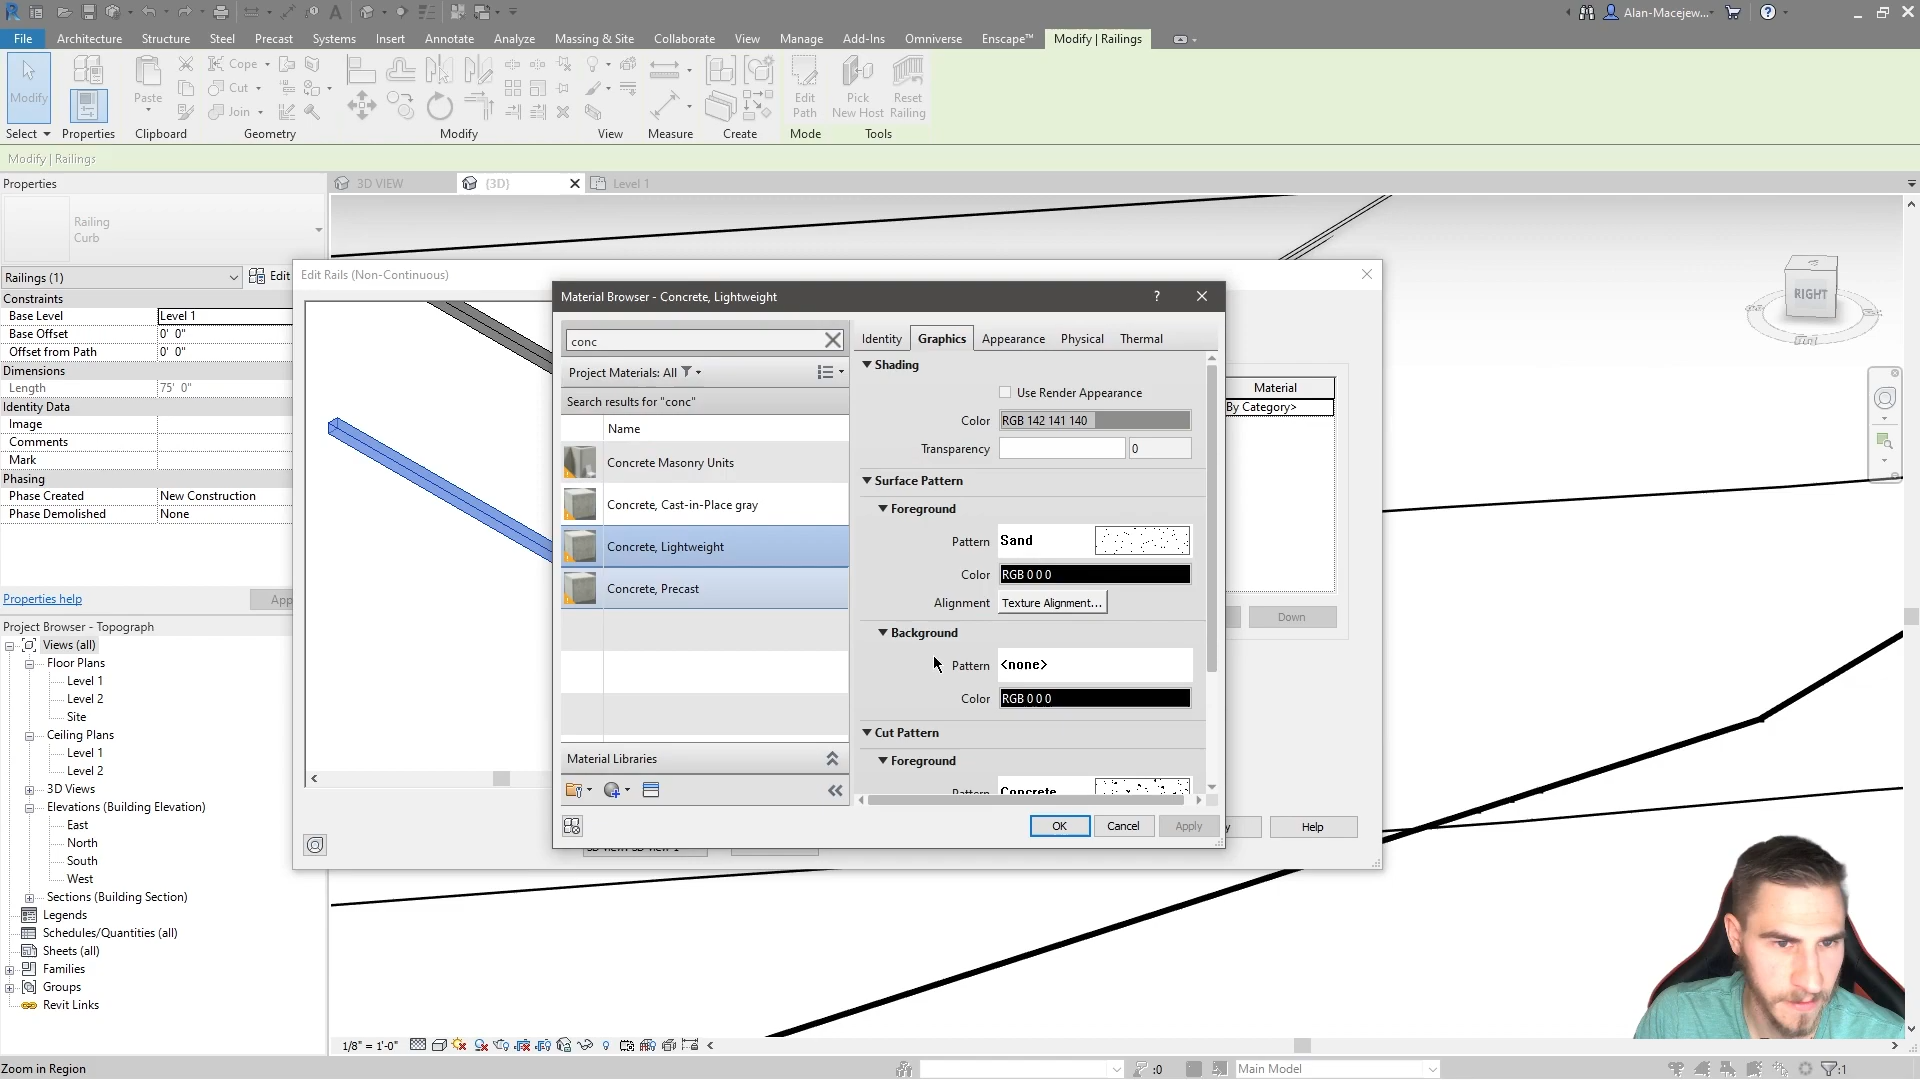 Alan-Macejew...
File Architecture Structure Steel Precast Systems Insert Annotate Analyze Massing & Site Collaborate View Manage Add-Ins Omniverse Enscape™ Modify | Railings
Modify Paste Cope Cut Join Edit Path Pick New Host Reset Railing
Select Properties Clipboard Geometry Modify View Measure Create Mode Tools
Modify | Railings
Properties
3D VIEW {3D} Level 1
Railing
Curb
Railings (1) Edit
Constraints
Base Level Level 1
Base Offset 0' 0"
Offset from Path 0' 0"
Dimensions
Length 75' 0"
Identity Data
Image
Comments
Mark
Phasing
Phase Created New Construction
Phase Demolished None
Properties help App
Project Browser - Topograph
Views (all)
Floor Plans
Level 1
Level 2
Site
Ceiling Plans
Level 1
Level 2
3D Views
Elevations (Building Elevation)
East
North
South
West
Sections (Building Section)
Legends
Schedules/Quantities (all)
Sheets (all)
Families
Groups
Revit Links
Edit Rails (Non-Continuous)
Material
By Category>
Down
Help
Material Browser - Concrete, Lightweight ?
conc
Project Materials: All
Search results for "conc"
Name
Concrete Masonry Units
Concrete, Cast-in-Place gray
Concrete, Lightweight
Concrete, Precast
Material Libraries
Identity Graphics Appearance Physical Thermal
Shading
Use Render Appearance
Color RGB 142 141 140
Transparency 0
Surface Pattern
Foreground
Pattern Sand
Color RGB 0 0 0
Alignment Texture Alignment...
Background
Pattern <none>
Color RGB 0 0 0
Cut Pattern
Foreground
Pattern Concrete
OK Cancel Apply
RIGHT
1/8" = 1'-0"
Zoom in Region :0 Main Model :1